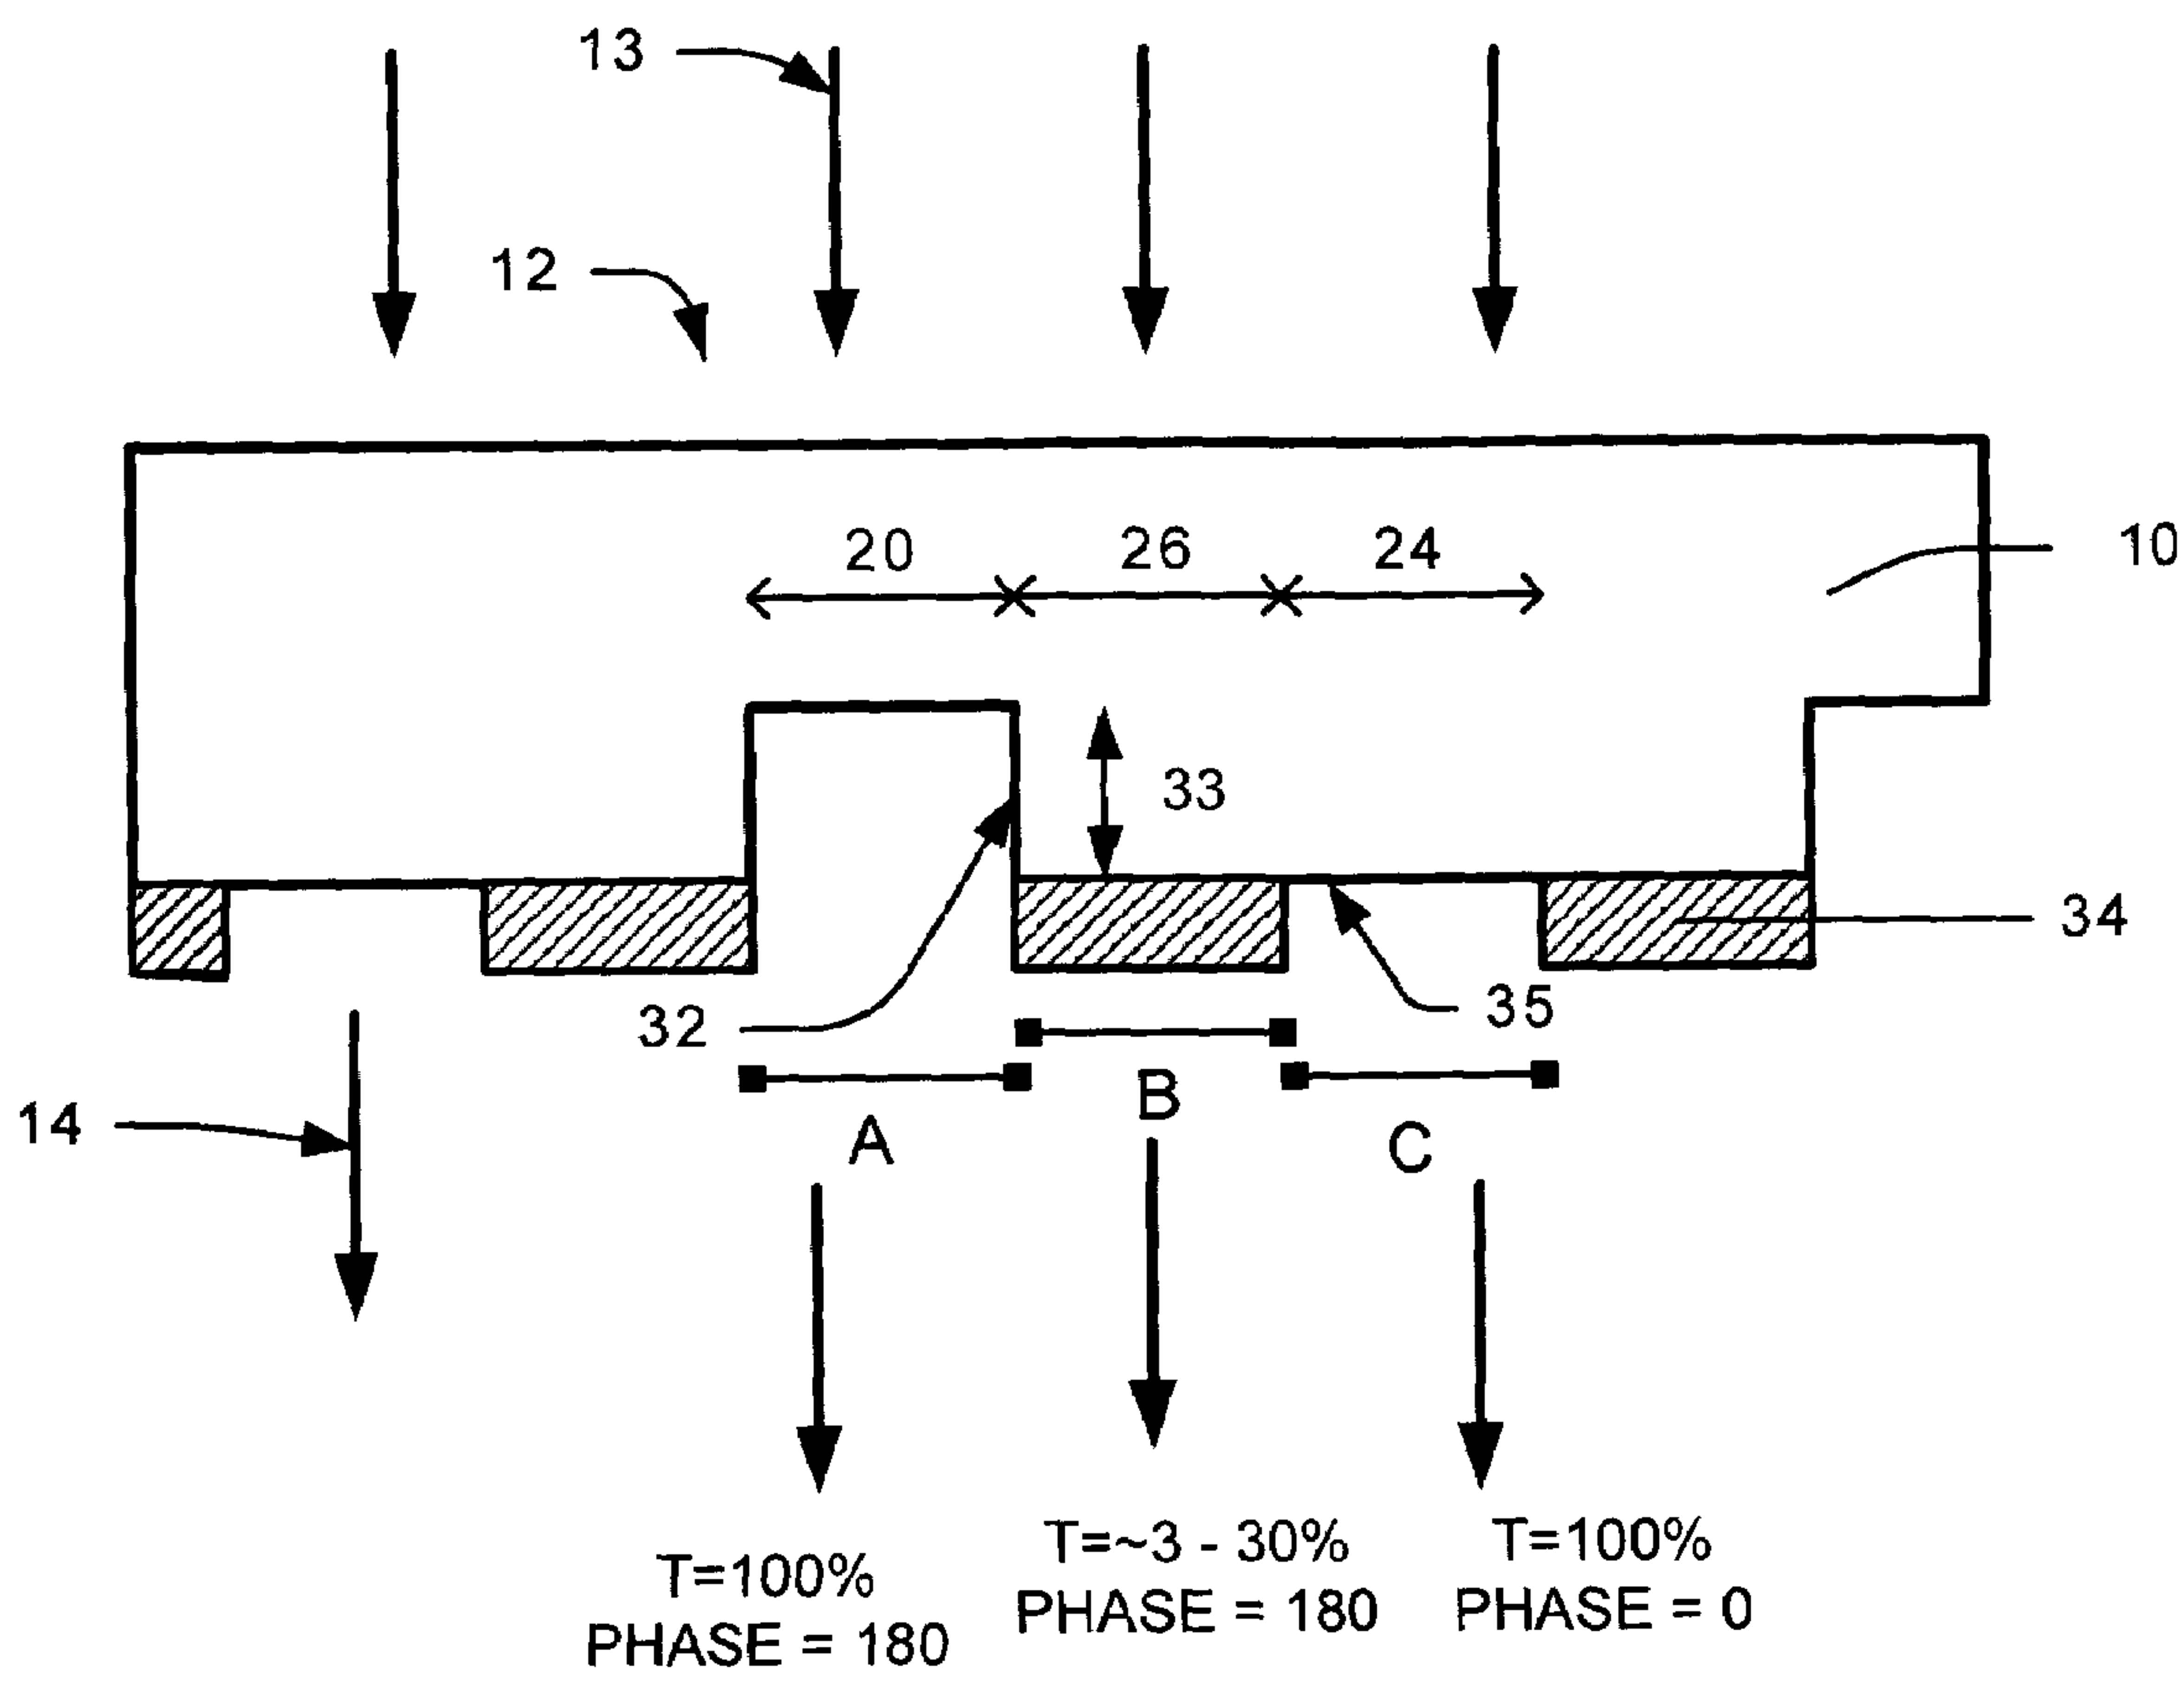 13
12
20
26
24
10
33
34
32
35
14
A
B
C
T=100%
PHASE = 180
T=~3 - 30%
PHASE = 180
T=100%
PHASE = 0